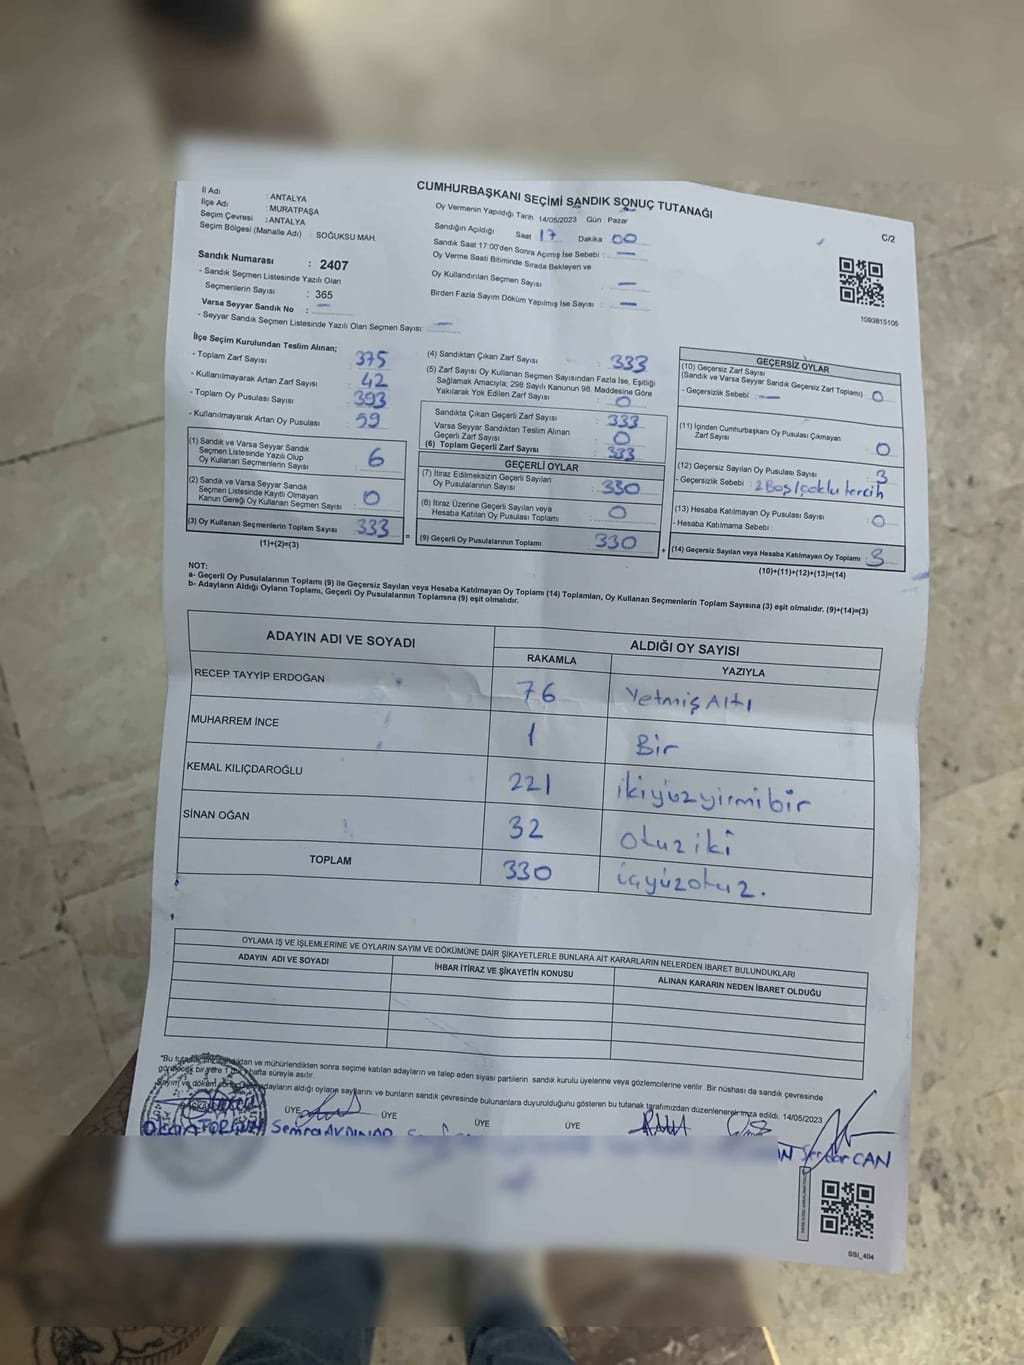 CUMHURBAŞKANI SEÇİMİ SANDIK SONUÇ TUTANAĞI
C/2
İl Adı : ANTALYA
İlçe Adı : MURATPAŞA
Seçim Çevresi : ANTALYA
Seçim Bölgesi (Mahalle Adı) : SOĞUKSU MAH.
Oy Vermenin Yapıldığı Tarih 14/05/2023 Gün : Pazar
Sandığın Açıldığı Saat 17 Dakika : 00
Sandık Saat 17:00'den Sonra Açımış İse Sebebi : —
Oy Verme Saati Bitiminde Sırada Bekleyen ve
Oy Kullandırılan Seçmen Sayısı : —
Birden Fazla Sayım Döküm Yapılmış İse Sayısı : —
1093815105
Sandık Numarası : 2407
- Sandık Seçmen Listesinde Yazılı Olan
Seçmenlerin Sayısı : 365
Varsa Seyyar Sandık No : —
- Seyyar Sandık Seçmen Listesinde Yazılı Olan Seçmen Sayısı: —
İlçe Seçim Kurulundan Teslim Alınan;
- Toplam Zarf Sayısı : 375
- Kullanılmayarak Artan Zarf Sayısı : 42
- Toplam Oy Pusulası Sayısı : 393
- Kullanılmayarak Artan Oy Pusulası : 59
(1) Sandık ve Varsa Seyyar Sandık
Seçmen Listesinde Yazılı Olup
Oy Kullanan Seçmenlerin Sayısı : 6
(2) Sandık ve Varsa Seyyar Sandık
Seçmen Listesinde Kayıtlı Olmayan
Kanun Gereği Oy Kullanan Seçmen Sayısı : 0
(3) Oy Kullanan Seçmenlerin Toplam Sayısı : 333
(1)+(2)=(3)
(4) Sandıktan Çıkan Zarf Sayısı : 333
(5) Zarf Sayısı Oy Kullanan Seçmen Sayısından Fazla İse, Eşitliği
Sağlamak Amacıyla; 298 Sayılı Kanunun 98. Maddesine Göre
Yakılarak Yok Edilen Zarf Sayısı : 0
Sandıkta Çıkan Geçerli Zarf Sayısı : 333
Varsa Seyyar Sandıktan Teslim Alınan
Geçerli Zarf Sayısı : 0
(6) Toplam Geçerli Zarf Sayısı : 333
GEÇERLİ OYLAR
(7) İtiraz Edilmeksizin Geçerli Sayılan
Oy Pusulalarının Sayısı : 330
(8) İtiraz Üzerine Geçerli Sayılan veya
Hesaba Katılan Oy Pusulası Toplamı : 0
(9) Geçerli Oy Pusulalarının Toplamı : 330
GEÇERSİZ OYLAR
(10) Geçersiz Zarf Sayısı
(Sandık ve Varsa Seyyar Sandık Geçersiz Zarf Toplamı) : 0
- Geçersizlik Sebebi : —
(11) İçinden Cumhurbaşkanı Oy Pusulası Çıkmayan
Zarf Sayısı : 0
(12) Geçersiz Sayılan Oy Pusulası Sayısı : 3
- Geçersizlik Sebebi : 2Boş 1çoklu tercih
(13) Hesaba Katılmayan Oy Pusulası Sayısı : 0
- Hesaba Katılmama Sebebi :
(14) Geçersiz Sayılan veya Hesaba Katılmayan Oy Toplamı : 3
(10)+(11)+(12)+(13)=(14)
NOT:
a- Geçerli Oy Pusulalarının Toplamı (9) ile Geçersiz Sayılan veya Hesaba Katılmayan Oy Toplamı (14) Toplamları, Oy Kullanan Seçmenlerin Toplam Sayısına (3) eşit olmalıdır. (9)+(14)=(3)
b- Adayların Aldığı Oyların Toplamı, Geçerli Oy Pusulalarının Toplamına (9) eşit olmalıdır.
ADAYIN ADI VE SOYADI
ALDIĞI OY SAYISI
RAKAMLA YAZIYLA
RECEP TAYYİP ERDOĞAN 76 Yetmiş Altı
MUHARREM İNCE 1 Bir
KEMAL KILIÇDAROĞLU 221 ikiyüzyirmibir
SİNAN OĞAN 32 Otuz iki
TOPLAM 330 üçyüzotuz.
OYLAMA İŞ VE İŞLEMLERİNE VE OYLARIN SAYIM VE DÖKÜMÜNE DAİR ŞİKAYETLERLE BUNLARA AİT KARARLARIN NELERDEN İBARET BULUNDUKLARI
ADAYIN ADI VE SOYADI İHBAR İTİRAZ VE ŞİKAYETİN KONUSU ALINAN KARARIN NEDEN İBARET OLDUĞU
ve mühürlendikten sonra seçime katılan adayların ve talep eden siyasi partilerin sandık kurulu üyelerine veya gözlemcilerine verilir. Bir nüshası da sandık çevresinde
hafta süreyle asılır.
adayların aldığı oyların sayılarını ve bunların sandık çevresinde bulunanlara duyurulduğunu gösteren bu tutanak tarafımızdan düzenlenerek imza edildi. 14/05/2023
ÜYE ÜYE ÜYE ÜYE
Semra AYDINAD
Serdar CAN
SSI_404